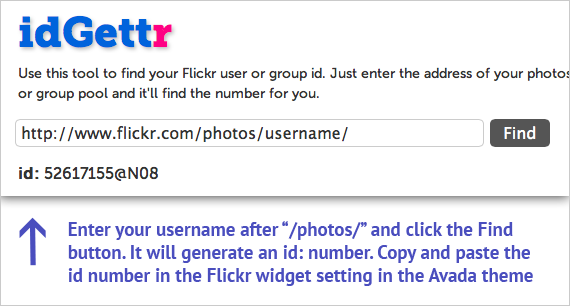 idGettr
Use this tool to find your Flickr user or group id. Just enter the address of your photos
or group pool and it'll find the number for you.
http://www.flickr.com/photos/username/ Find
id: 52617155@N08
Enter your username after “/photos/” and click the Find
button. It will generate an id: number. Copy and paste the
id number in the Flickr widget setting in the Avada theme